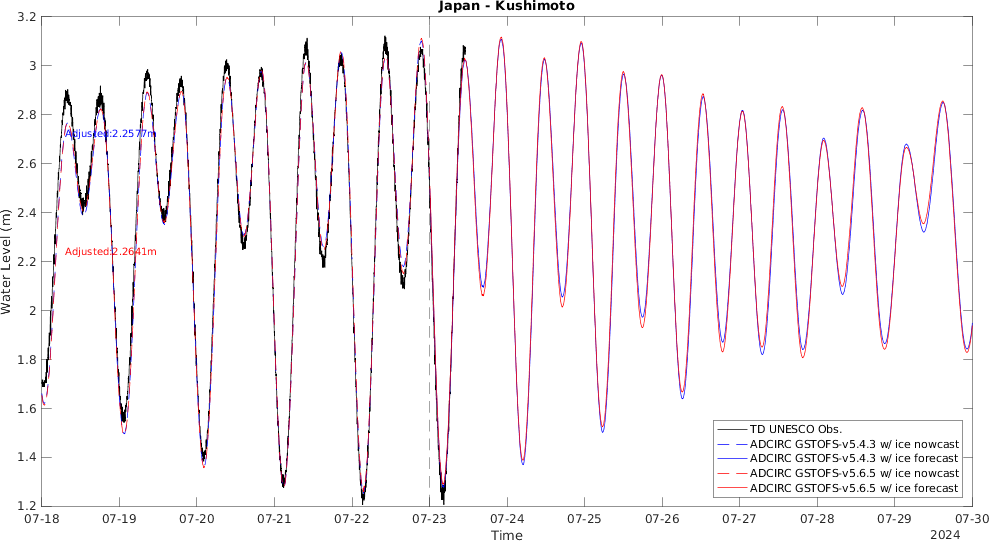 Japan - Kushimoto
3.2
3
2.8
2.6
2.4
2.2
2
1.8
1.6
1.4
1.2
Water Level (m)
Adjusted:2.2577m
Adjusted:2.2641m
TD UNESCO Obs.
ADCIRC GSTOFS-v5.4.3 w/ ice nowcast
ADCIRC GSTOFS-v5.4.3 w/ ice forecast
ADCIRC GSTOFS-v5.6.5 w/ ice nowcast
ADCIRC GSTOFS-v5.6.5 w/ ice forecast
07-18 07-19 07-20 07-21 07-22 07-23 07-24 07-25 07-26 07-27 07-28 07-29 07-30
Time
2024